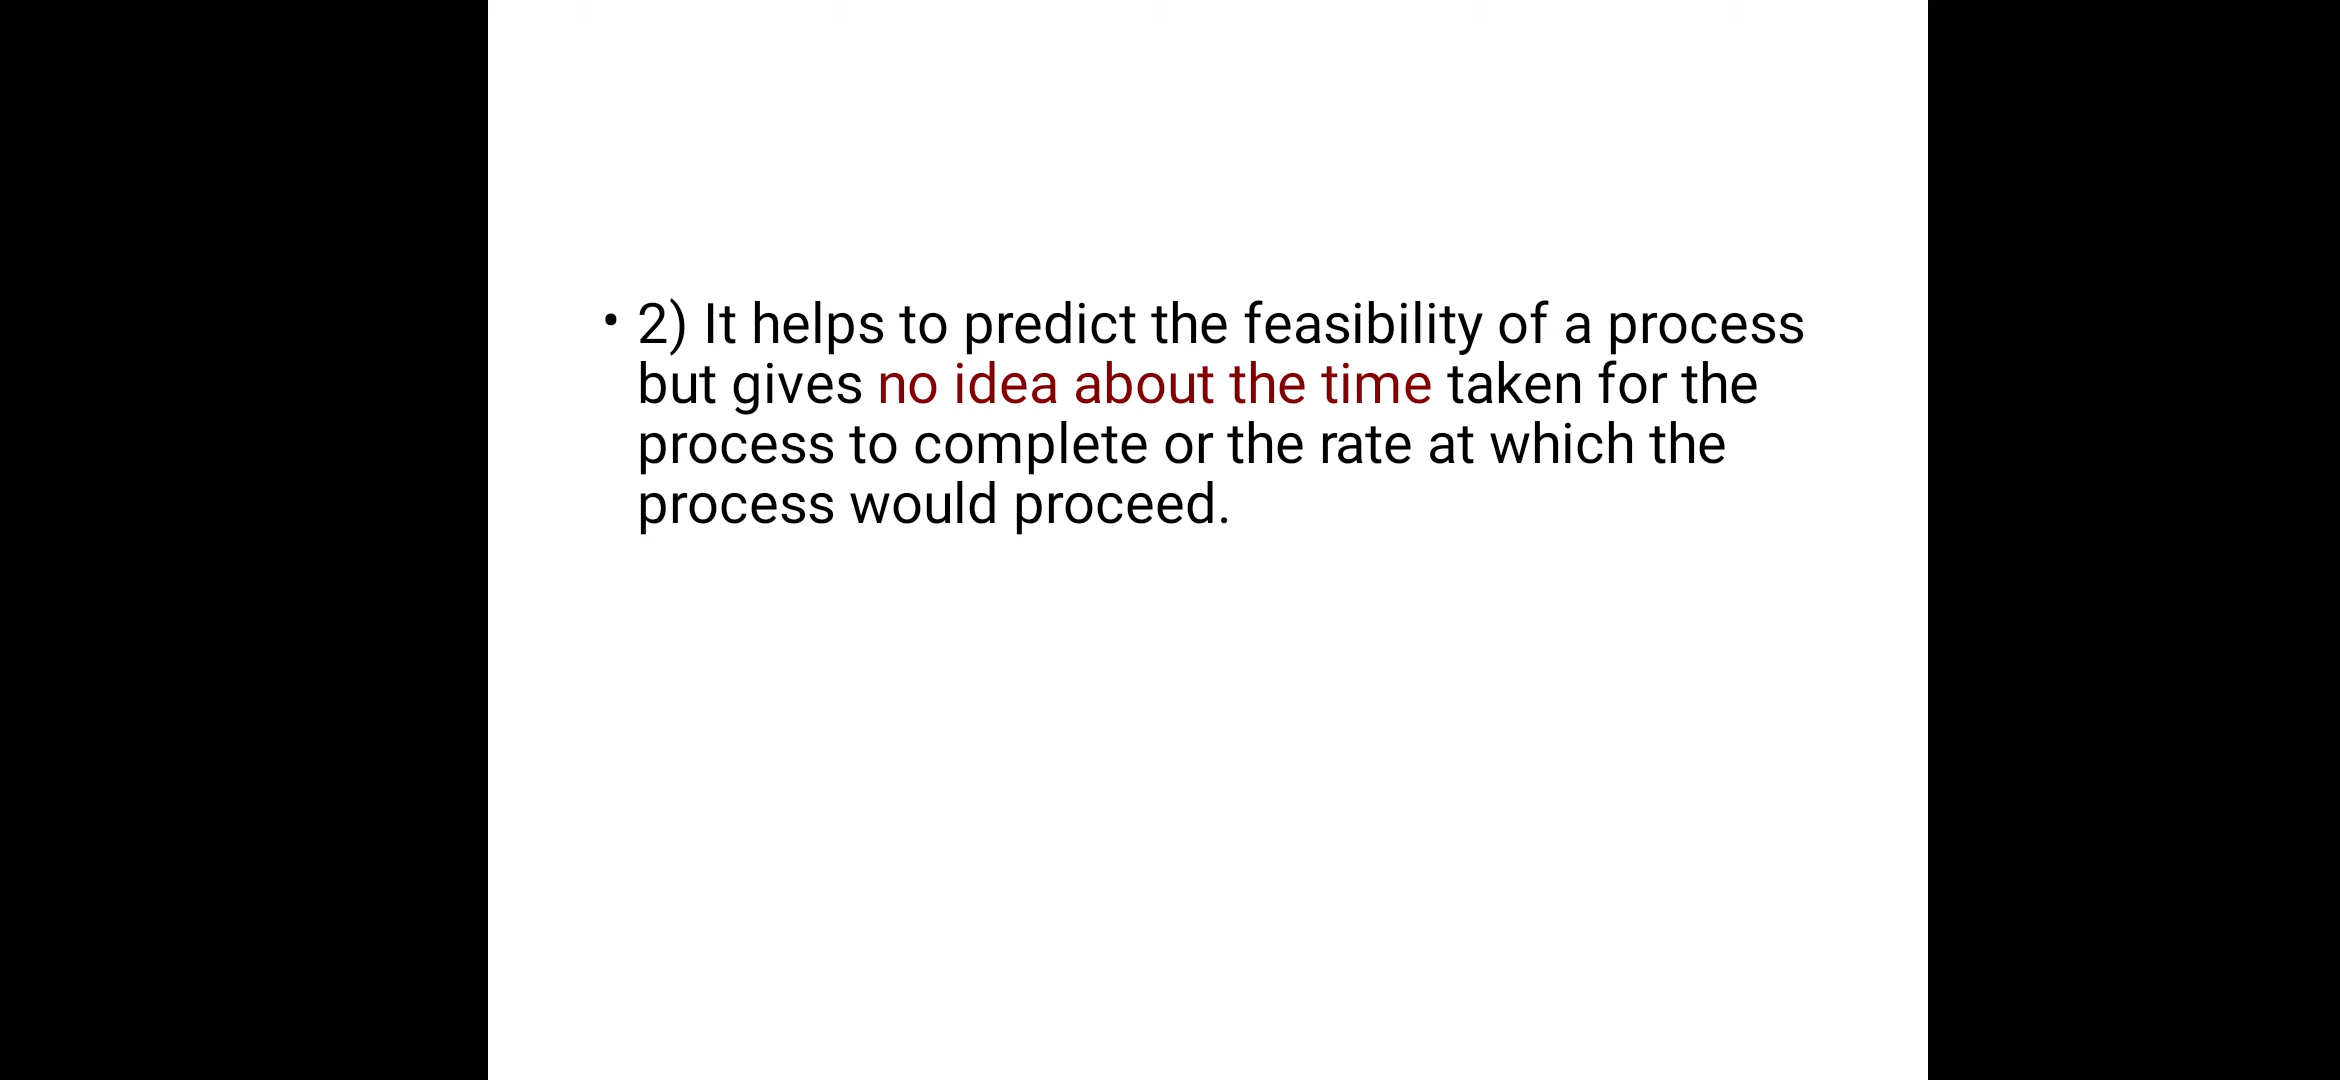 • 2) It helps to predict the feasibility of a process
but gives no idea about the time taken for the
process to complete or the rate at which the
process would proceed.